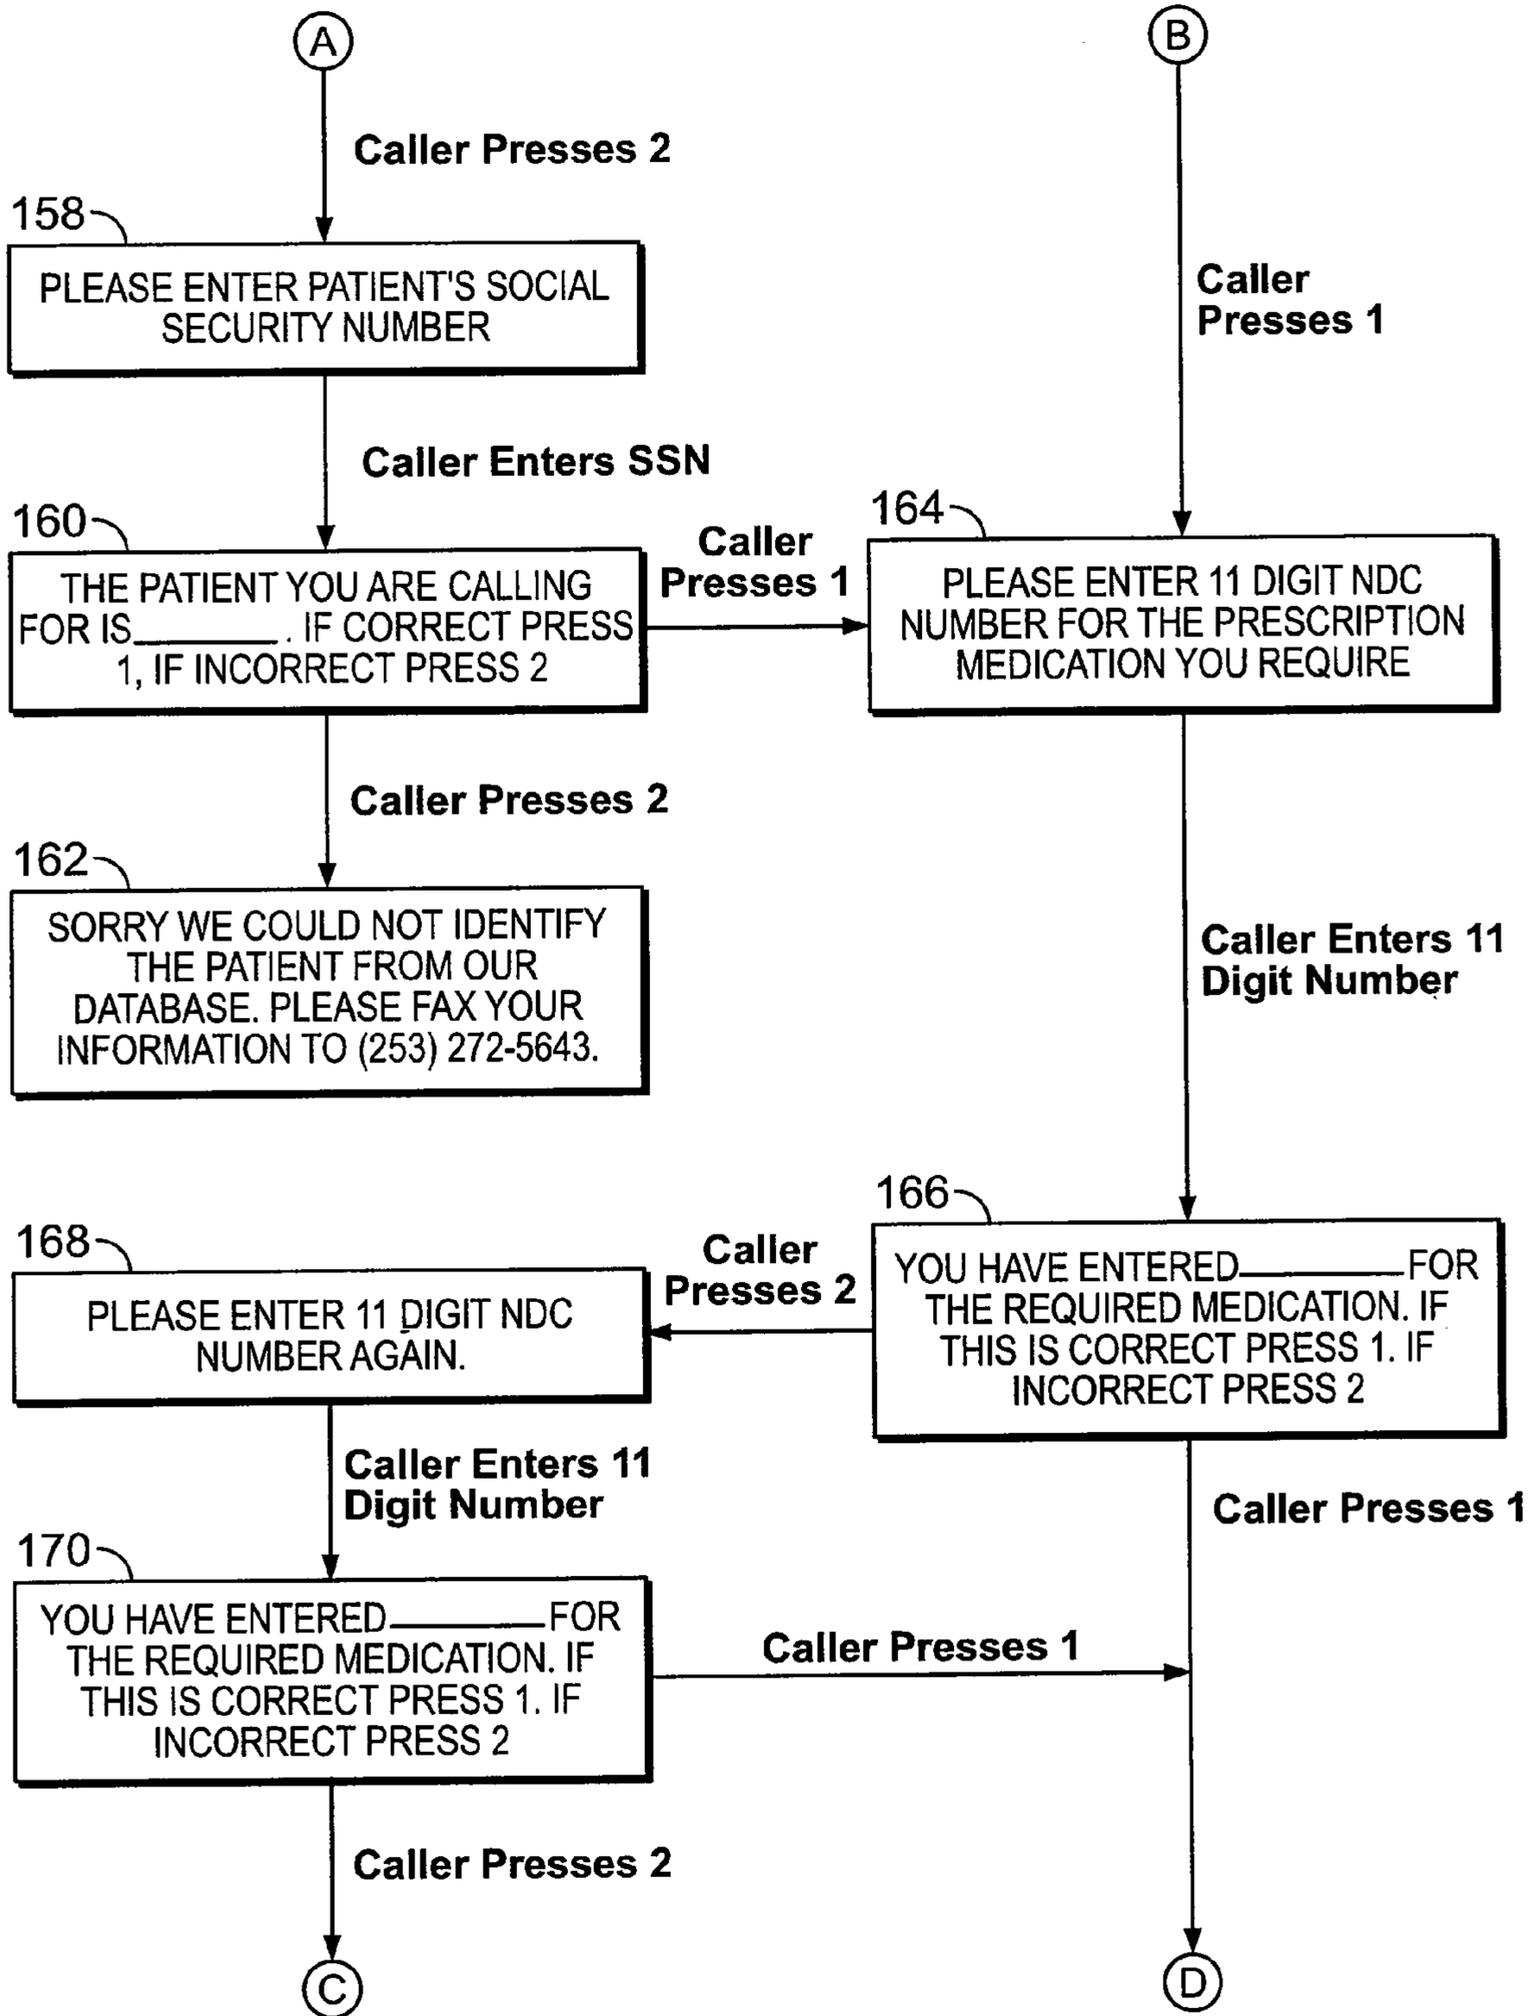 A
B
Caller Presses 2
158
PLEASE ENTER PATIENT'S SOCIAL
SECURITY NUMBER
Caller
Presses 1
Caller Enters SSN
160
THE PATIENT YOU ARE CALLING
FOR IS________ . IF CORRECT PRESS
1, IF INCORRECT PRESS 2
Caller
Presses 1
164
PLEASE ENTER 11 DIGIT NDC
NUMBER FOR THE PRESCRIPTION
MEDICATION YOU REQUIRE
Caller Presses 2
162
SORRY WE COULD NOT IDENTIFY
THE PATIENT FROM OUR
DATABASE. PLEASE FAX YOUR
INFORMATION TO (253) 272-5643.
Caller Enters 11
Digit Number
166
YOU HAVE ENTERED_________FOR
THE REQUIRED MEDICATION. IF
THIS IS CORRECT PRESS 1. IF
INCORRECT PRESS 2
Caller
Presses 2
168
PLEASE ENTER 11 DIGIT NDC
NUMBER AGAIN.
Caller Enters 11
Digit Number
Caller Presses 1
170
YOU HAVE ENTERED_________FOR
THE REQUIRED MEDICATION. IF
THIS IS CORRECT PRESS 1. IF
INCORRECT PRESS 2
Caller Presses 1
Caller Presses 2
C
D